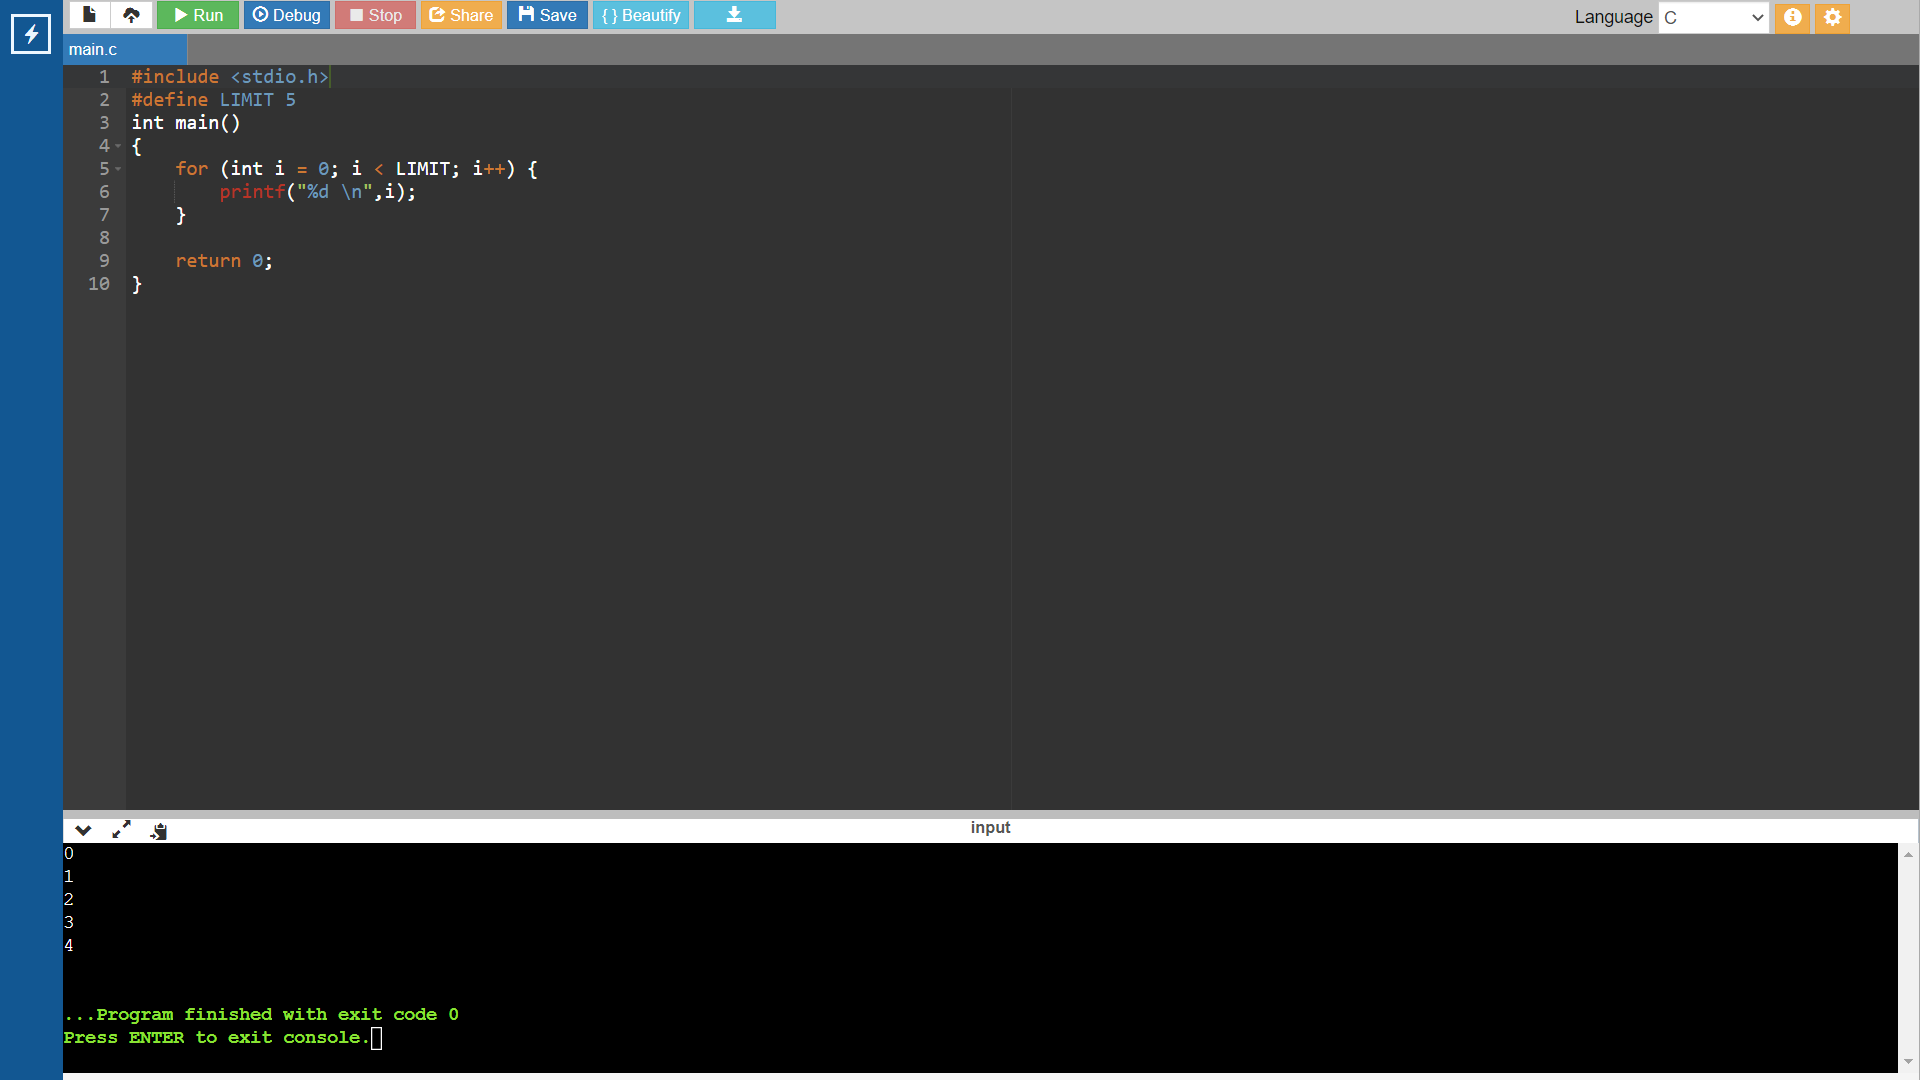 Run Debug Stop Share Save { } Beautify Language C
main.c
1 #include <stdio.h>
2 #define LIMIT 5
3 int main()
4 {
5     for (int i = 0; i < LIMIT; i++) {
6         printf("%d \n",i);
7     }
8
9     return 0;
10 }
input
0
1
2
3
4
...Program finished with exit code 0
Press ENTER to exit console.